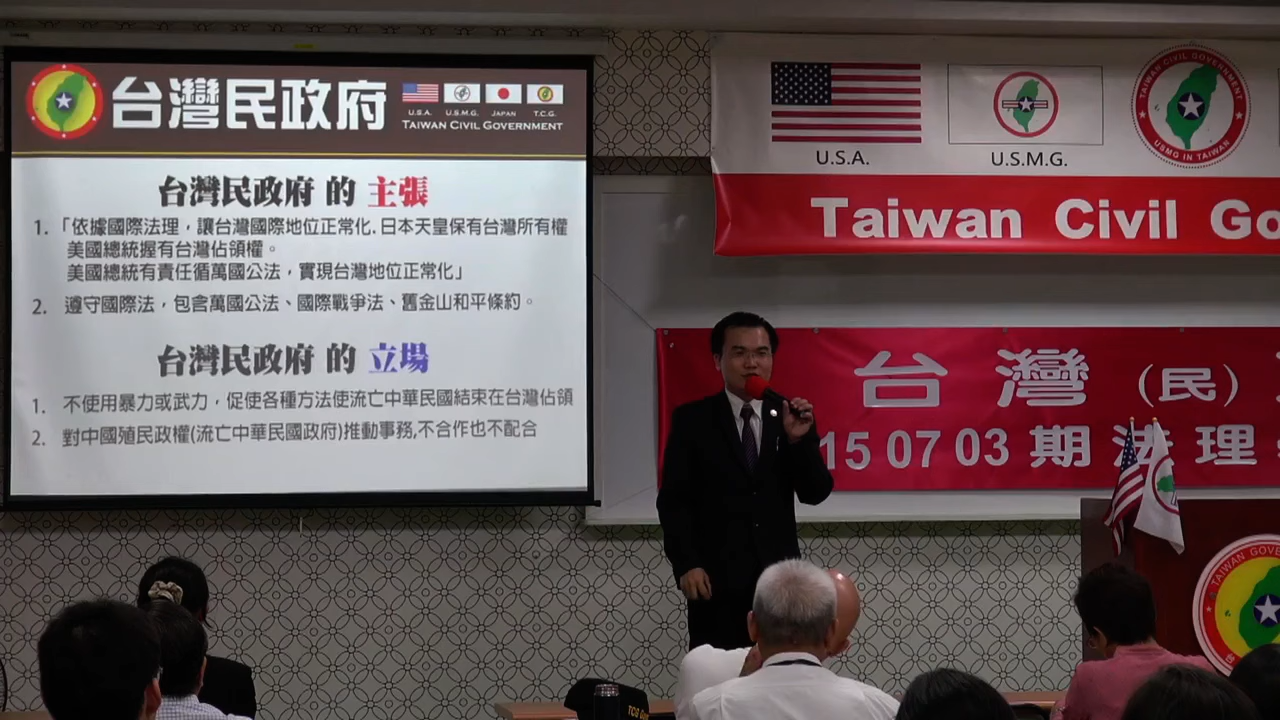 台灣民政府
U.S.A. U.S.M.G. JAPAN T.C.G.
TAIWAN CIVIL GOVERNMENT
台灣民政府 的 主張
1. 「依據國際法理，讓台灣國際地位正常化. 日本天皇保有台灣所有權
美國總統握有台灣佔領權。
美國總統有責任循萬國公法，實現台灣地位正常化」
2. 遵守國際法，包含萬國公法、國際戰爭法、舊金山和平條約。
台灣民政府 的 立場
1. 不使用暴力或武力，促使各種方法使流亡中華民國結束在台灣佔領
2. 對中國殖民政權(流亡中華民國政府)推動事務,不合作也不配合
U.S.A.
U.S.M.G.
TAIWAN CIVIL GOVERNMENT
USMG IN TAIWAN
Taiwan Civil Go
台灣(民)
15 07 03 期法理
TAIWAN GOVE
TCG